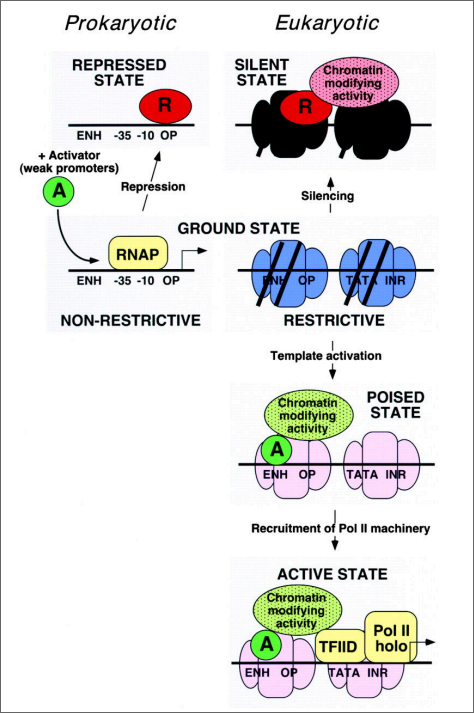 Prokaryotic
Eukaryotic
REPRESSED
STATE
R
ENH -35 -10 OP
+ Activator
(weak promoters)
A
Repression
RNAP
ENH -35 -10 OP
NON-RESTRICTIVE
GROUND STATE
SILENT
STATE
Chromatin
modifying
activity
R
Silencing
ENH OP TATA INR
RESTRICTIVE
Template activation
POISED
STATE
Chromatin
modifying
activity
A
ENH OP TATA INR
Recruitment of Pol II machinery
ACTIVE STATE
Chromatin
modifying
activity
A
TFIID
Pol II
holo
ENH OP TATA INR